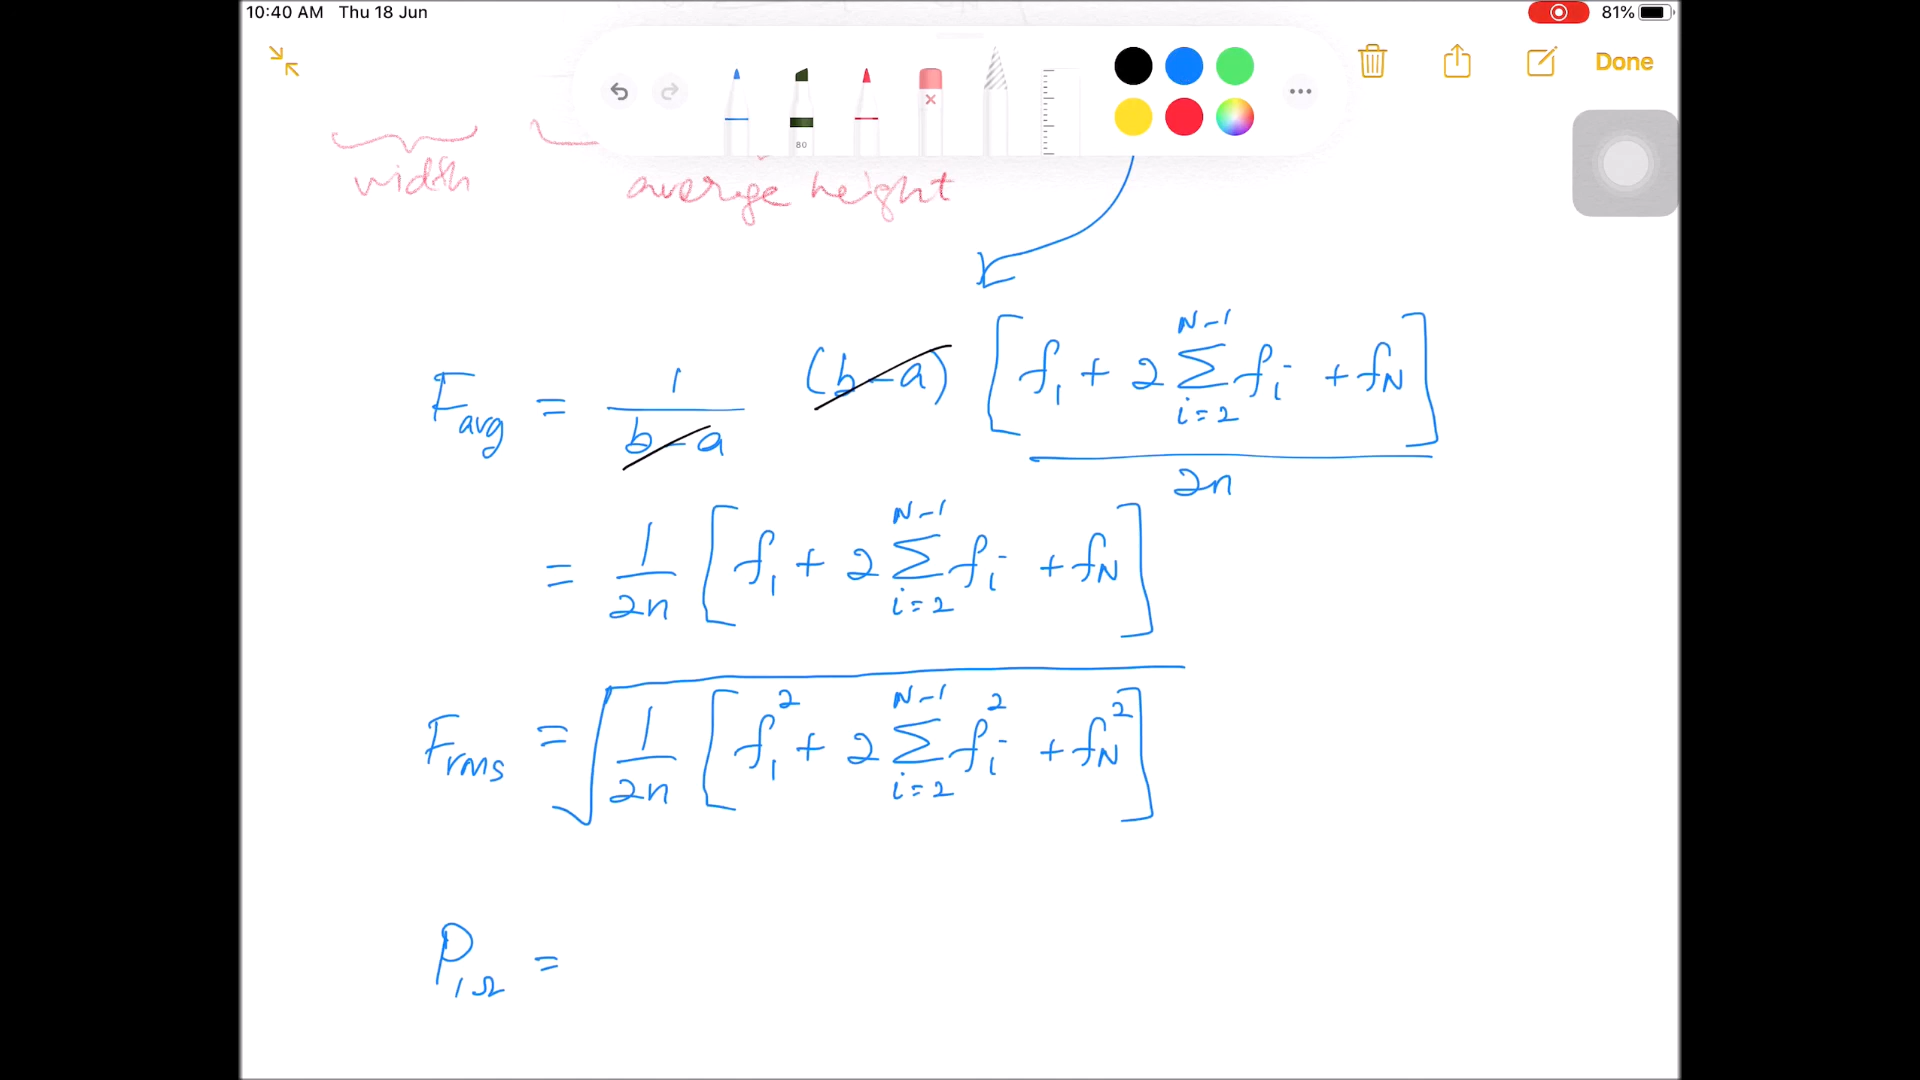 10:40 AM Thu 18 Jun 81%
Done
80
width
average height
F_avg = 1/(b-a) (b-a) [f_1 + 2 Σ_{i=2}^{N-1} f_i + f_N] / 2n
= 1/2n [f_1 + 2 Σ_{i=2}^{N-1} f_i + f_N]
F_rms = √(1/2n [f_1^2 + 2 Σ_{i=2}^{N-1} f_i^2 + f_N^2])
P_1Ω =